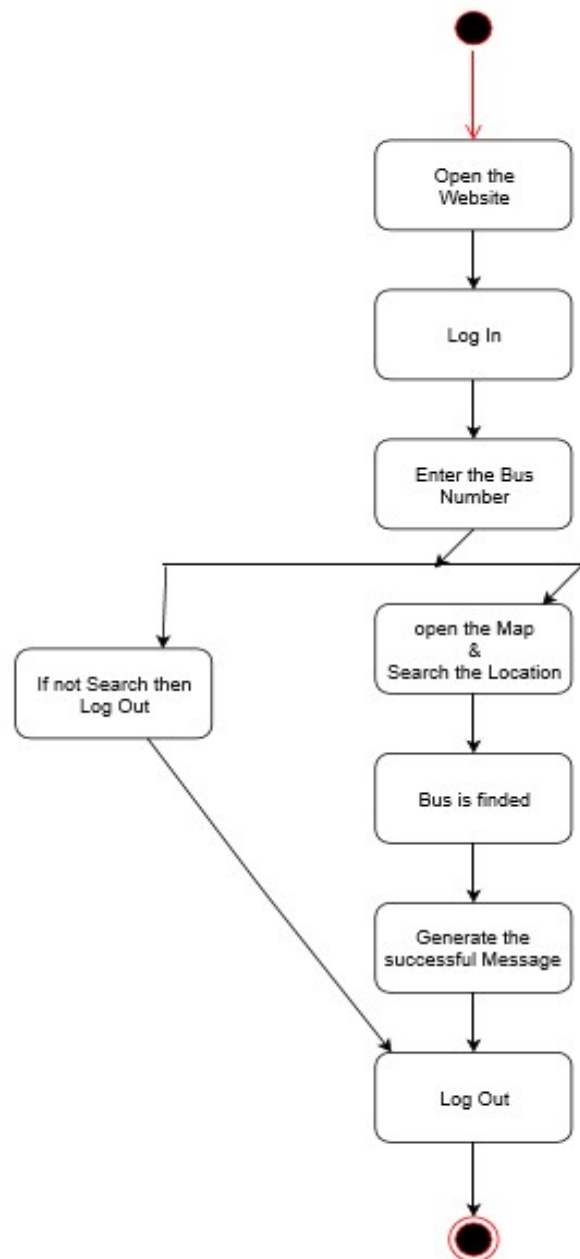 Open the
Website
Log In
Enter the Bus
Number
open the Map
&
Search the Location
If not Search then
Log Out
Bus is finded
Generate the
successful Message
Log Out